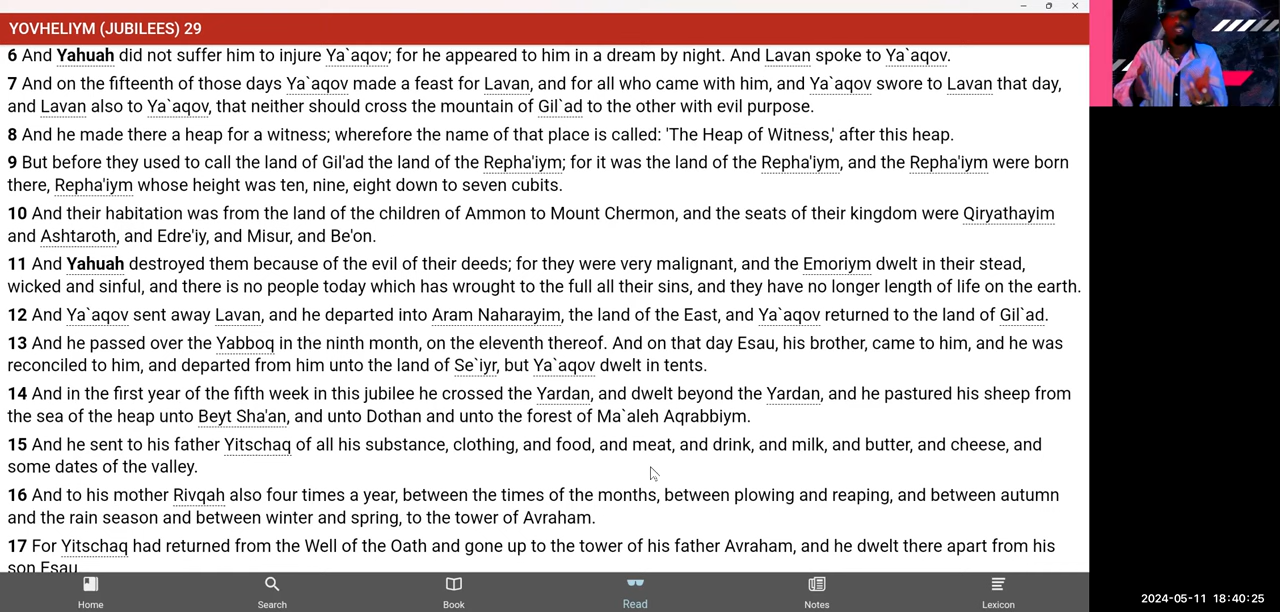 YOVHELIYM (JUBILEES) 29
6 And Yahuah did not suffer him to injure Ya`aqov; for he appeared to him in a dream by night. And Lavan spoke to Ya`aqov.
7 And on the fifteenth of those days Ya`aqov made a feast for Lavan, and for all who came with him, and Ya`aqov swore to Lavan that day,
and Lavan also to Ya`aqov, that neither should cross the mountain of Gil`ad to the other with evil purpose.
8 And he made there a heap for a witness; wherefore the name of that place is called: 'The Heap of Witness,' after this heap.
9 But before they used to call the land of Gil'ad the land of the Repha'iym; for it was the land of the Repha'iym, and the Repha'iym were born
there, Repha'iym whose height was ten, nine, eight down to seven cubits.
10 And their habitation was from the land of the children of Ammon to Mount Chermon, and the seats of their kingdom were Qiryathayim
and Ashtaroth, and Edre'iy, and Misur, and Be'on.
11 And Yahuah destroyed them because of the evil of their deeds; for they were very malignant, and the Emoriym dwelt in their stead,
wicked and sinful, and there is no people today which has wrought to the full all their sins, and they have no longer length of life on the earth.
12 And Ya`aqov sent away Lavan, and he departed into Aram Naharayim, the land of the East, and Ya`aqov returned to the land of Gil`ad.
13 And he passed over the Yabboq in the ninth month, on the eleventh thereof. And on that day Esau, his brother, came to him, and he was
reconciled to him, and departed from him unto the land of Se`iyr, but Ya`aqov dwelt in tents.
14 And in the first year of the fifth week in this jubilee he crossed the Yardan, and dwelt beyond the Yardan, and he pastured his sheep from
the sea of the heap unto Beyt Sha'an, and unto Dothan and unto the forest of Ma`aleh Aqrabbiym.
15 And he sent to his father Yitschaq of all his substance, clothing, and food, and meat, and drink, and milk, and butter, and cheese, and
some dates of the valley.
16 And to his mother Rivqah also four times a year, between the times of the months, between plowing and reaping, and between autumn
and the rain season and between winter and spring, to the tower of Avraham.
17 For Yitschaq had returned from the Well of the Oath and gone up to the tower of his father Avraham, and he dwelt there apart from his
son Esau
Home Search Book Read Notes Lexicon
2024-05-11 18:40:25